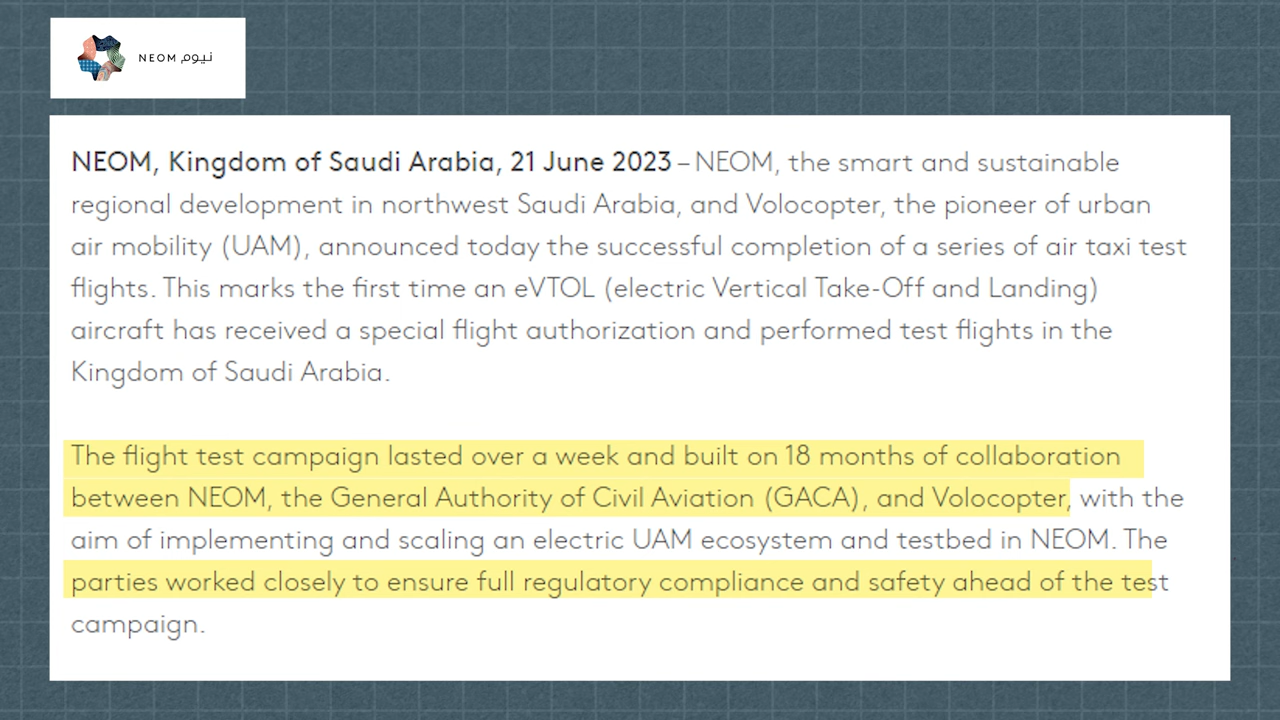 NEOM نيوم
NEOM, Kingdom of Saudi Arabia, 21 June 2023 – NEOM, the smart and sustainable
regional development in northwest Saudi Arabia, and Volocopter, the pioneer of urban
air mobility (UAM), announced today the successful completion of a series of air taxi test
flights. This marks the first time an eVTOL (electric Vertical Take-Off and Landing)
aircraft has received a special flight authorization and performed test flights in the
Kingdom of Saudi Arabia.
The flight test campaign lasted over a week and built on 18 months of collaboration
between NEOM, the General Authority of Civil Aviation (GACA), and Volocopter, with the
aim of implementing and scaling an electric UAM ecosystem and testbed in NEOM. The
parties worked closely to ensure full regulatory compliance and safety ahead of the test
campaign.